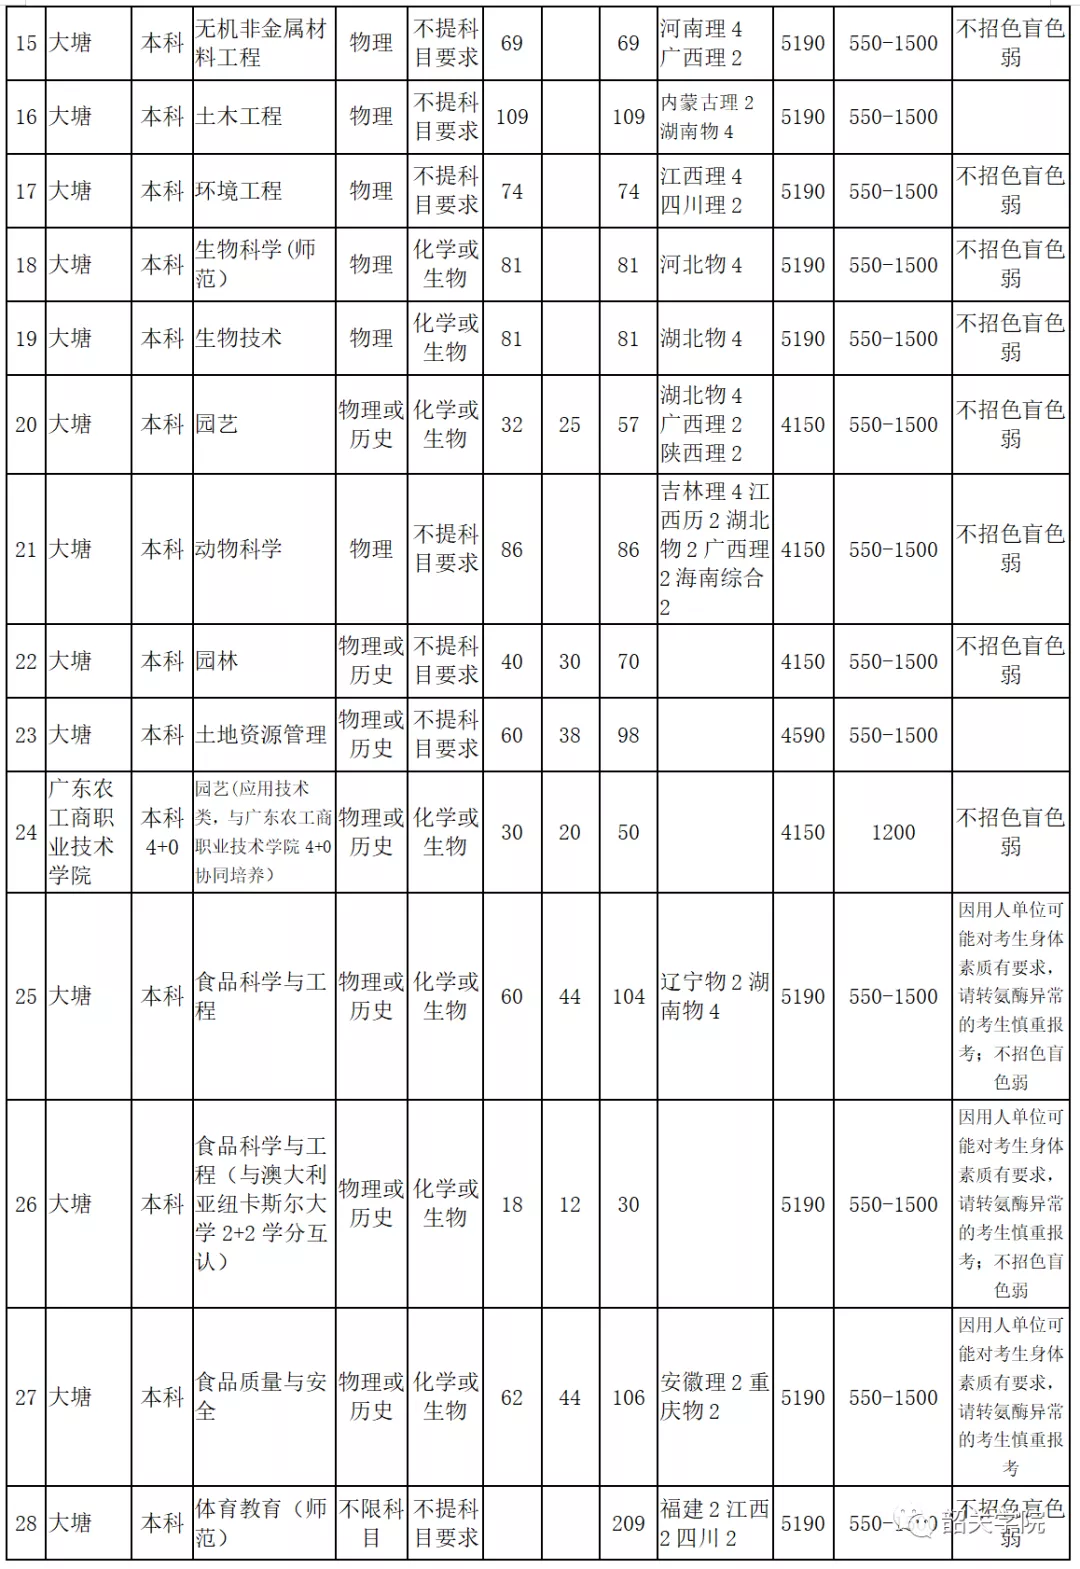 15 大塘 本科 无机非金属材料工程 物理 不提科目要求 69 69 河南理4 广西理2 5190 550-1500 不招色盲色弱
16 大塘 本科 土木工程 物理 不提科目要求 109 109 内蒙古理2 湖南物4 5190 550-1500
17 大塘 本科 环境工程 物理 不提科目要求 74 74 江西理4 四川理2 5190 550-1500 不招色盲色弱
18 大塘 本科 生物科学(师范） 物理 化学或生物 81 81 河北物4 5190 550-1500 不招色盲色弱
19 大塘 本科 生物技术 物理 化学或生物 81 81 湖北物4 5190 550-1500 不招色盲色弱
20 大塘 本科 园艺 物理或历史 化学或生物 32 25 57 湖北物4 广西理2 陕西理2 4150 550-1500 不招色盲色弱
21 大塘 本科 动物科学 物理 不提科目要求 86 86 吉林理4江西历2湖北物2广西理2海南综合2 4150 550-1500 不招色盲色弱
22 大塘 本科 园林 物理或历史 不提科目要求 40 30 70 4150 550-1500 不招色盲色弱
23 大塘 本科 土地资源管理 物理或历史 不提科目要求 60 38 98 4590 550-1500
24 广东农工商职业技术学院 本科4+0 园艺(应用技术类，与广东农工商职业技术学院4+0协同培养） 物理或历史 化学或生物 30 20 50 4150 1200 不招色盲色弱
25 大塘 本科 食品科学与工程 物理或历史 化学或生物 60 44 104 辽宁物2湖南物4 5190 550-1500 因用人单位可能对考生身体素质有要求，请转氨酶异常的考生慎重报考；不招色盲色弱
26 大塘 本科 食品科学与工程（与澳大利亚纽卡斯尔大学2+2学分互认） 物理或历史 化学或生物 18 12 30 5190 550-1500 因用人单位可能对考生身体素质有要求，请转氨酶异常的考生慎重报考；不招色盲色弱
27 大塘 本科 食品质量与安全 物理或历史 化学或生物 62 44 106 安徽理2重庆物2 5190 550-1500 因用人单位可能对考生身体素质有要求，请转氨酶异常的考生慎重报考
28 大塘 本科 体育教育（师范） 不限科目 不提科目要求 209 福建2江西2四川2 5190 550-1500 不招色盲色弱
韶关学院